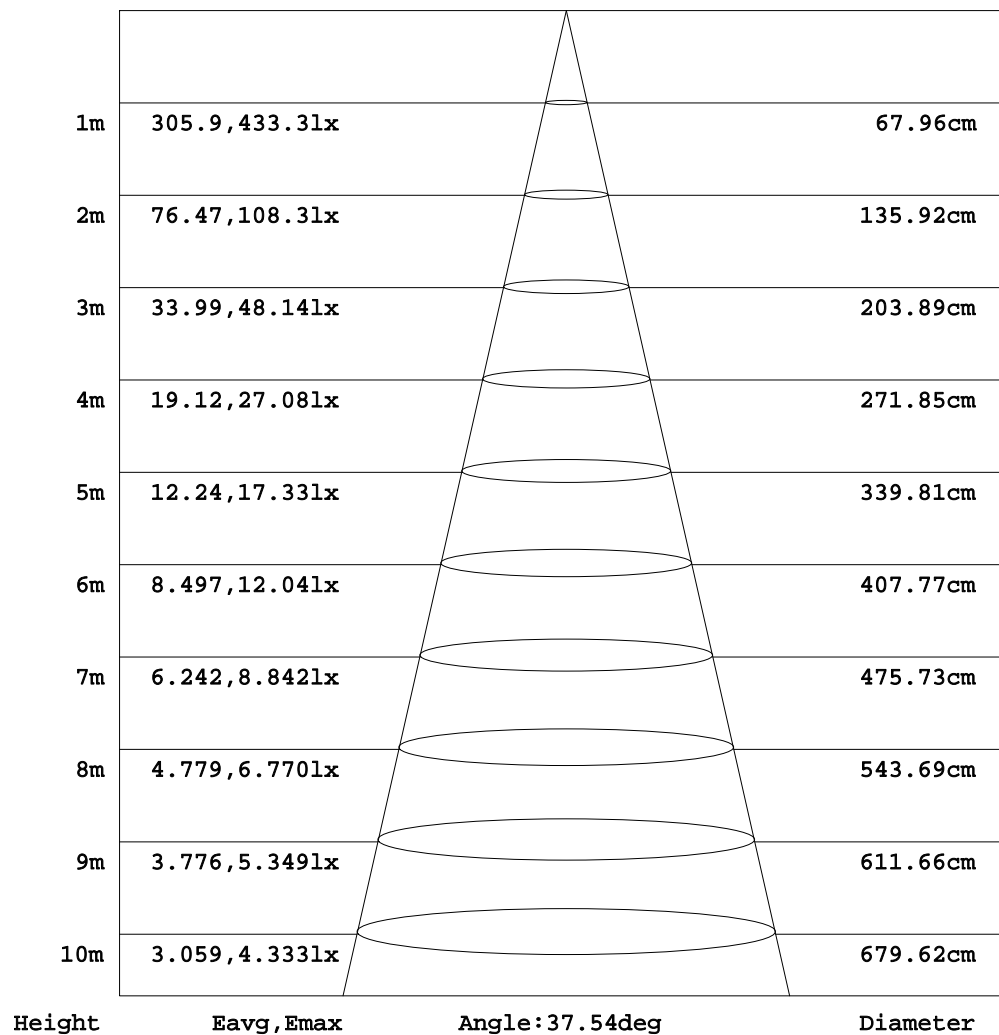 1m 305.9,433.3lx 67.96cm
2m 76.47,108.3lx 135.92cm
3m 33.99,48.14lx 203.89cm
4m 19.12,27.08lx 271.85cm
5m 12.24,17.33lx 339.81cm
6m 8.497,12.04lx 407.77cm
7m 6.242,8.842lx 475.73cm
8m 4.779,6.770lx 543.69cm
9m 3.776,5.349lx 611.66cm
10m 3.059,4.333lx 679.62cm
Height Eavg,Emax Angle:37.54deg Diameter